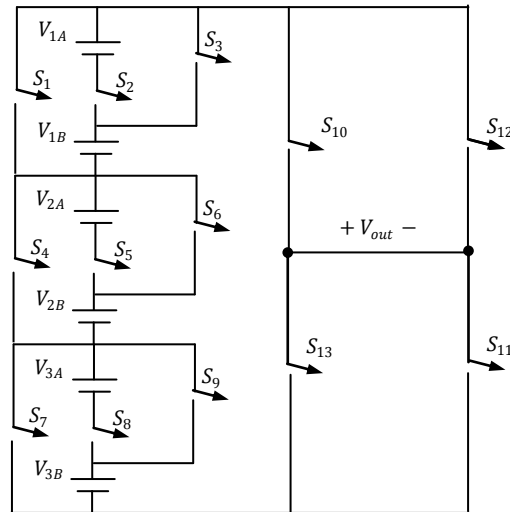 V1A
S3
S1
S2
V1B
S10
S12
V2A
S6
+ Vout −
S4
S5
V2B
S13
S11
V3A
S9
S7
S8
V3B